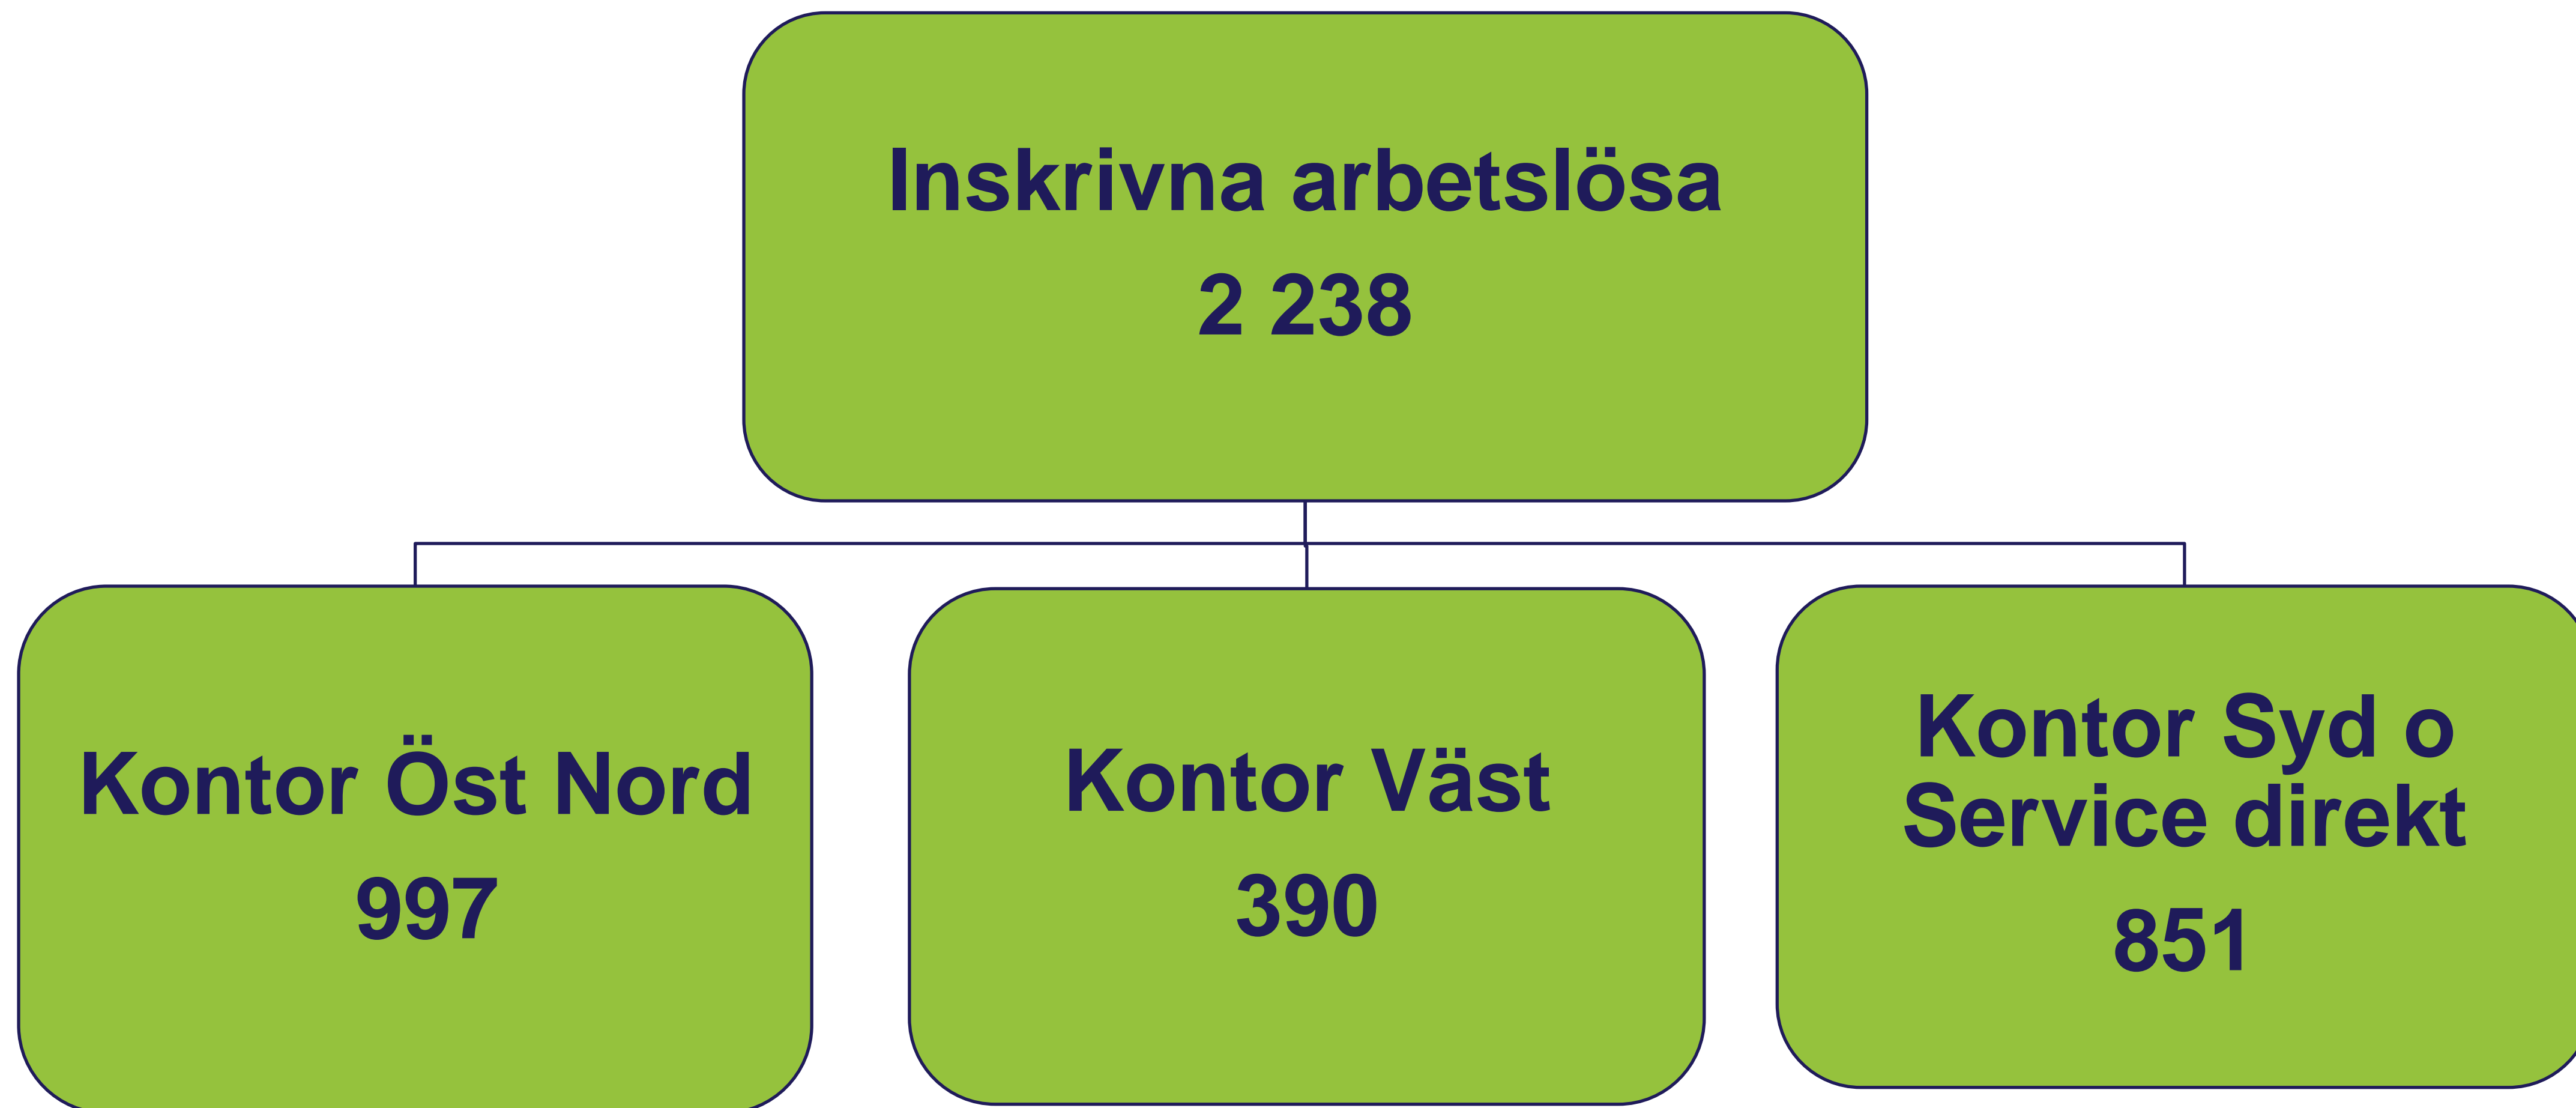 Inskrivna arbetslösa
2 238
Kontor Öst Nord
997
Kontor Väst
390
Kontor Syd o
Service direkt
851